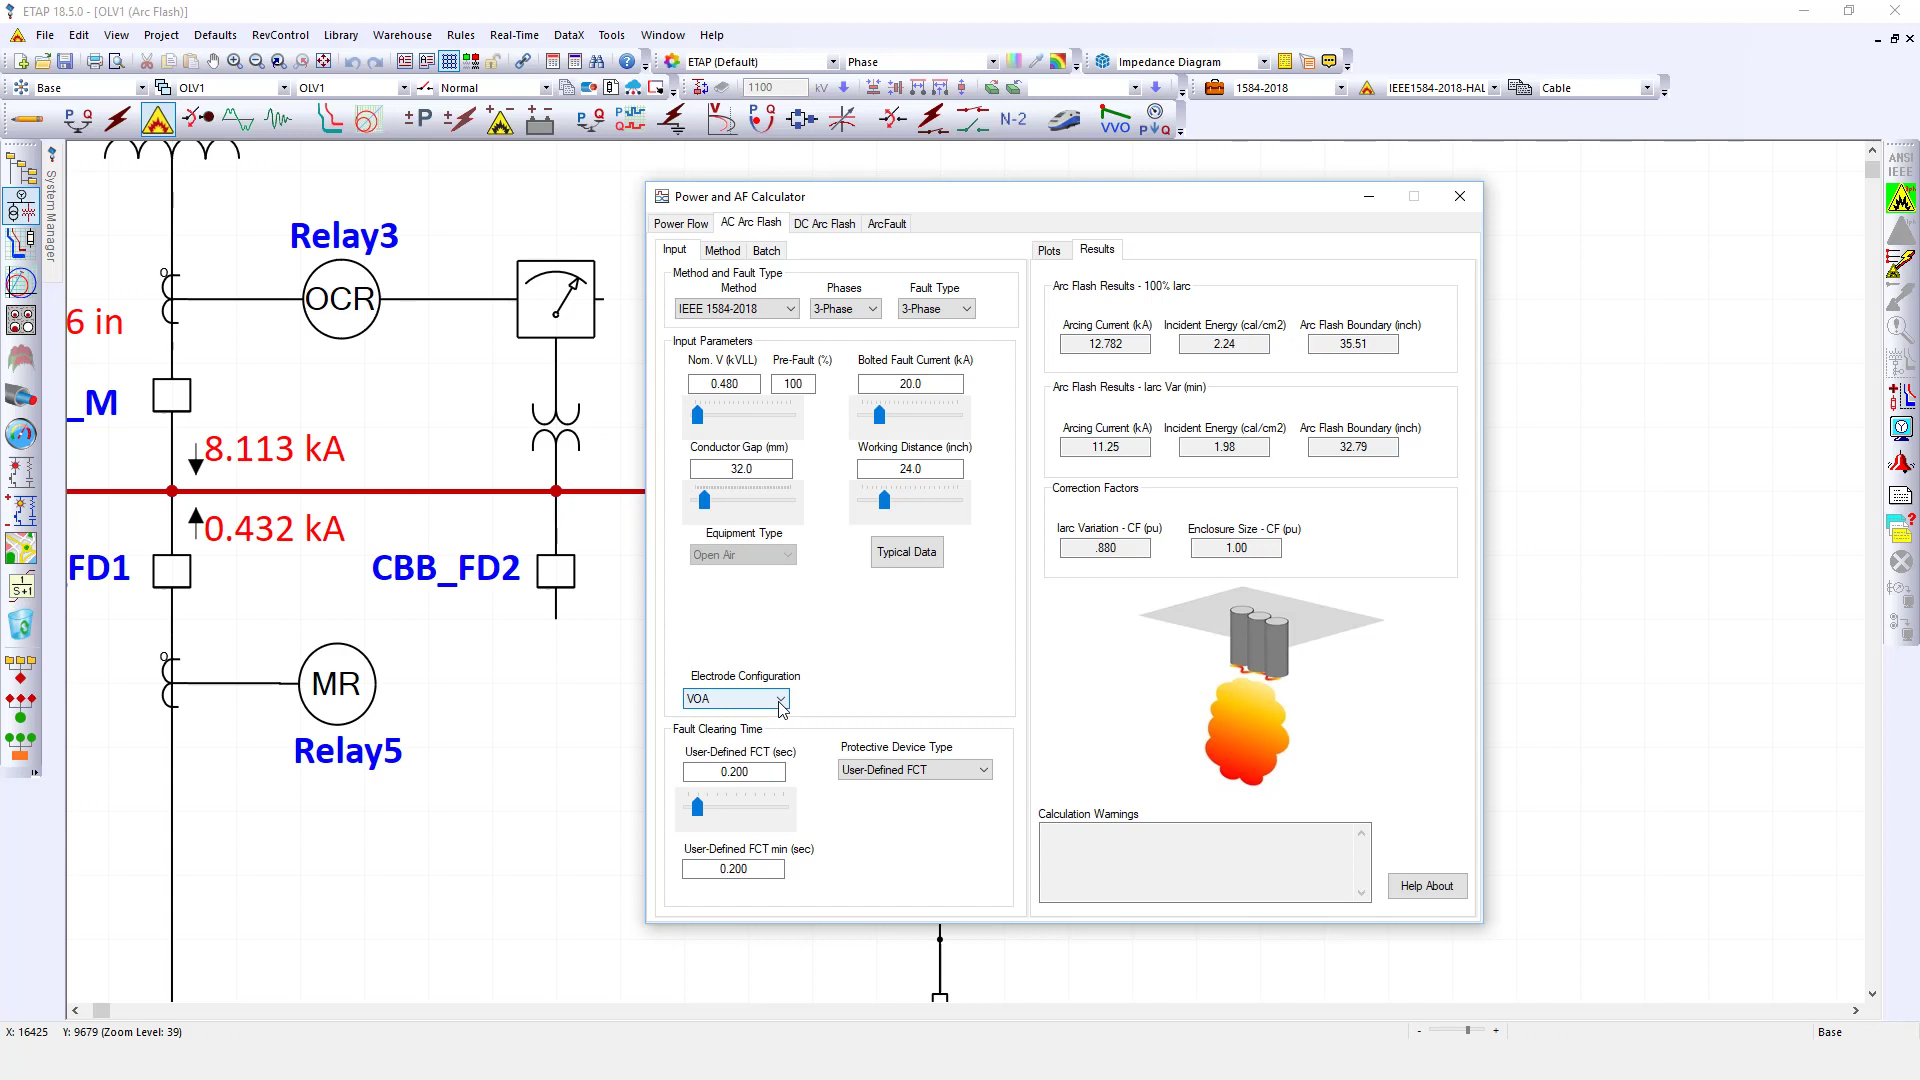 ETAP 18.5.0 - [OLV1 (Arc Flash)]
File Edit View Project Defaults RevControl Library Warehouse Rules Real-Time DataX Tools Window Help
ETAP (Default) Phase Impedance Diagram
Base OLV1 OLV1 Normal 1100 kV 1584-2018 IEEE1584-2018-HAL Cable
N-2 VVO
System Manager
ANSI
IEEE
Relay3
OCR
6 in
_M
8.113 kA
0.432 kA
FD1
CBB_FD2
MR
Relay5
Power and AF Calculator
Power Flow AC Arc Flash DC Arc Flash ArcFault
Input Method Batch
Method and Fault Type
Method Phases Fault Type
IEEE 1584-2018 3-Phase 3-Phase
Input Parameters
Nom. V (kVLL) Pre-Fault (%) Bolted Fault Current (kA)
0.480 100 20.0
Conductor Gap (mm) Working Distance (inch)
32.0 24.0
Equipment Type
Open Air Typical Data
Electrode Configuration
VOA
Fault Clearing Time
User-Defined FCT (sec) Protective Device Type
0.200 User-Defined FCT
User-Defined FCT min (sec)
0.200
Plots Results
Arc Flash Results - 100% Iarc
Arcing Current (kA) Incident Energy (cal/cm2) Arc Flash Boundary (inch)
12.782 2.24 35.51
Arc Flash Results - Iarc Var (min)
Arcing Current (kA) Incident Energy (cal/cm2) Arc Flash Boundary (inch)
11.25 1.98 32.79
Correction Factors
Iarc Variation - CF (pu) Enclosure Size - CF (pu)
.880 1.00
Calculation Warnings
Help About
X: 16425 Y: 9679 (Zoom Level: 39)
Base